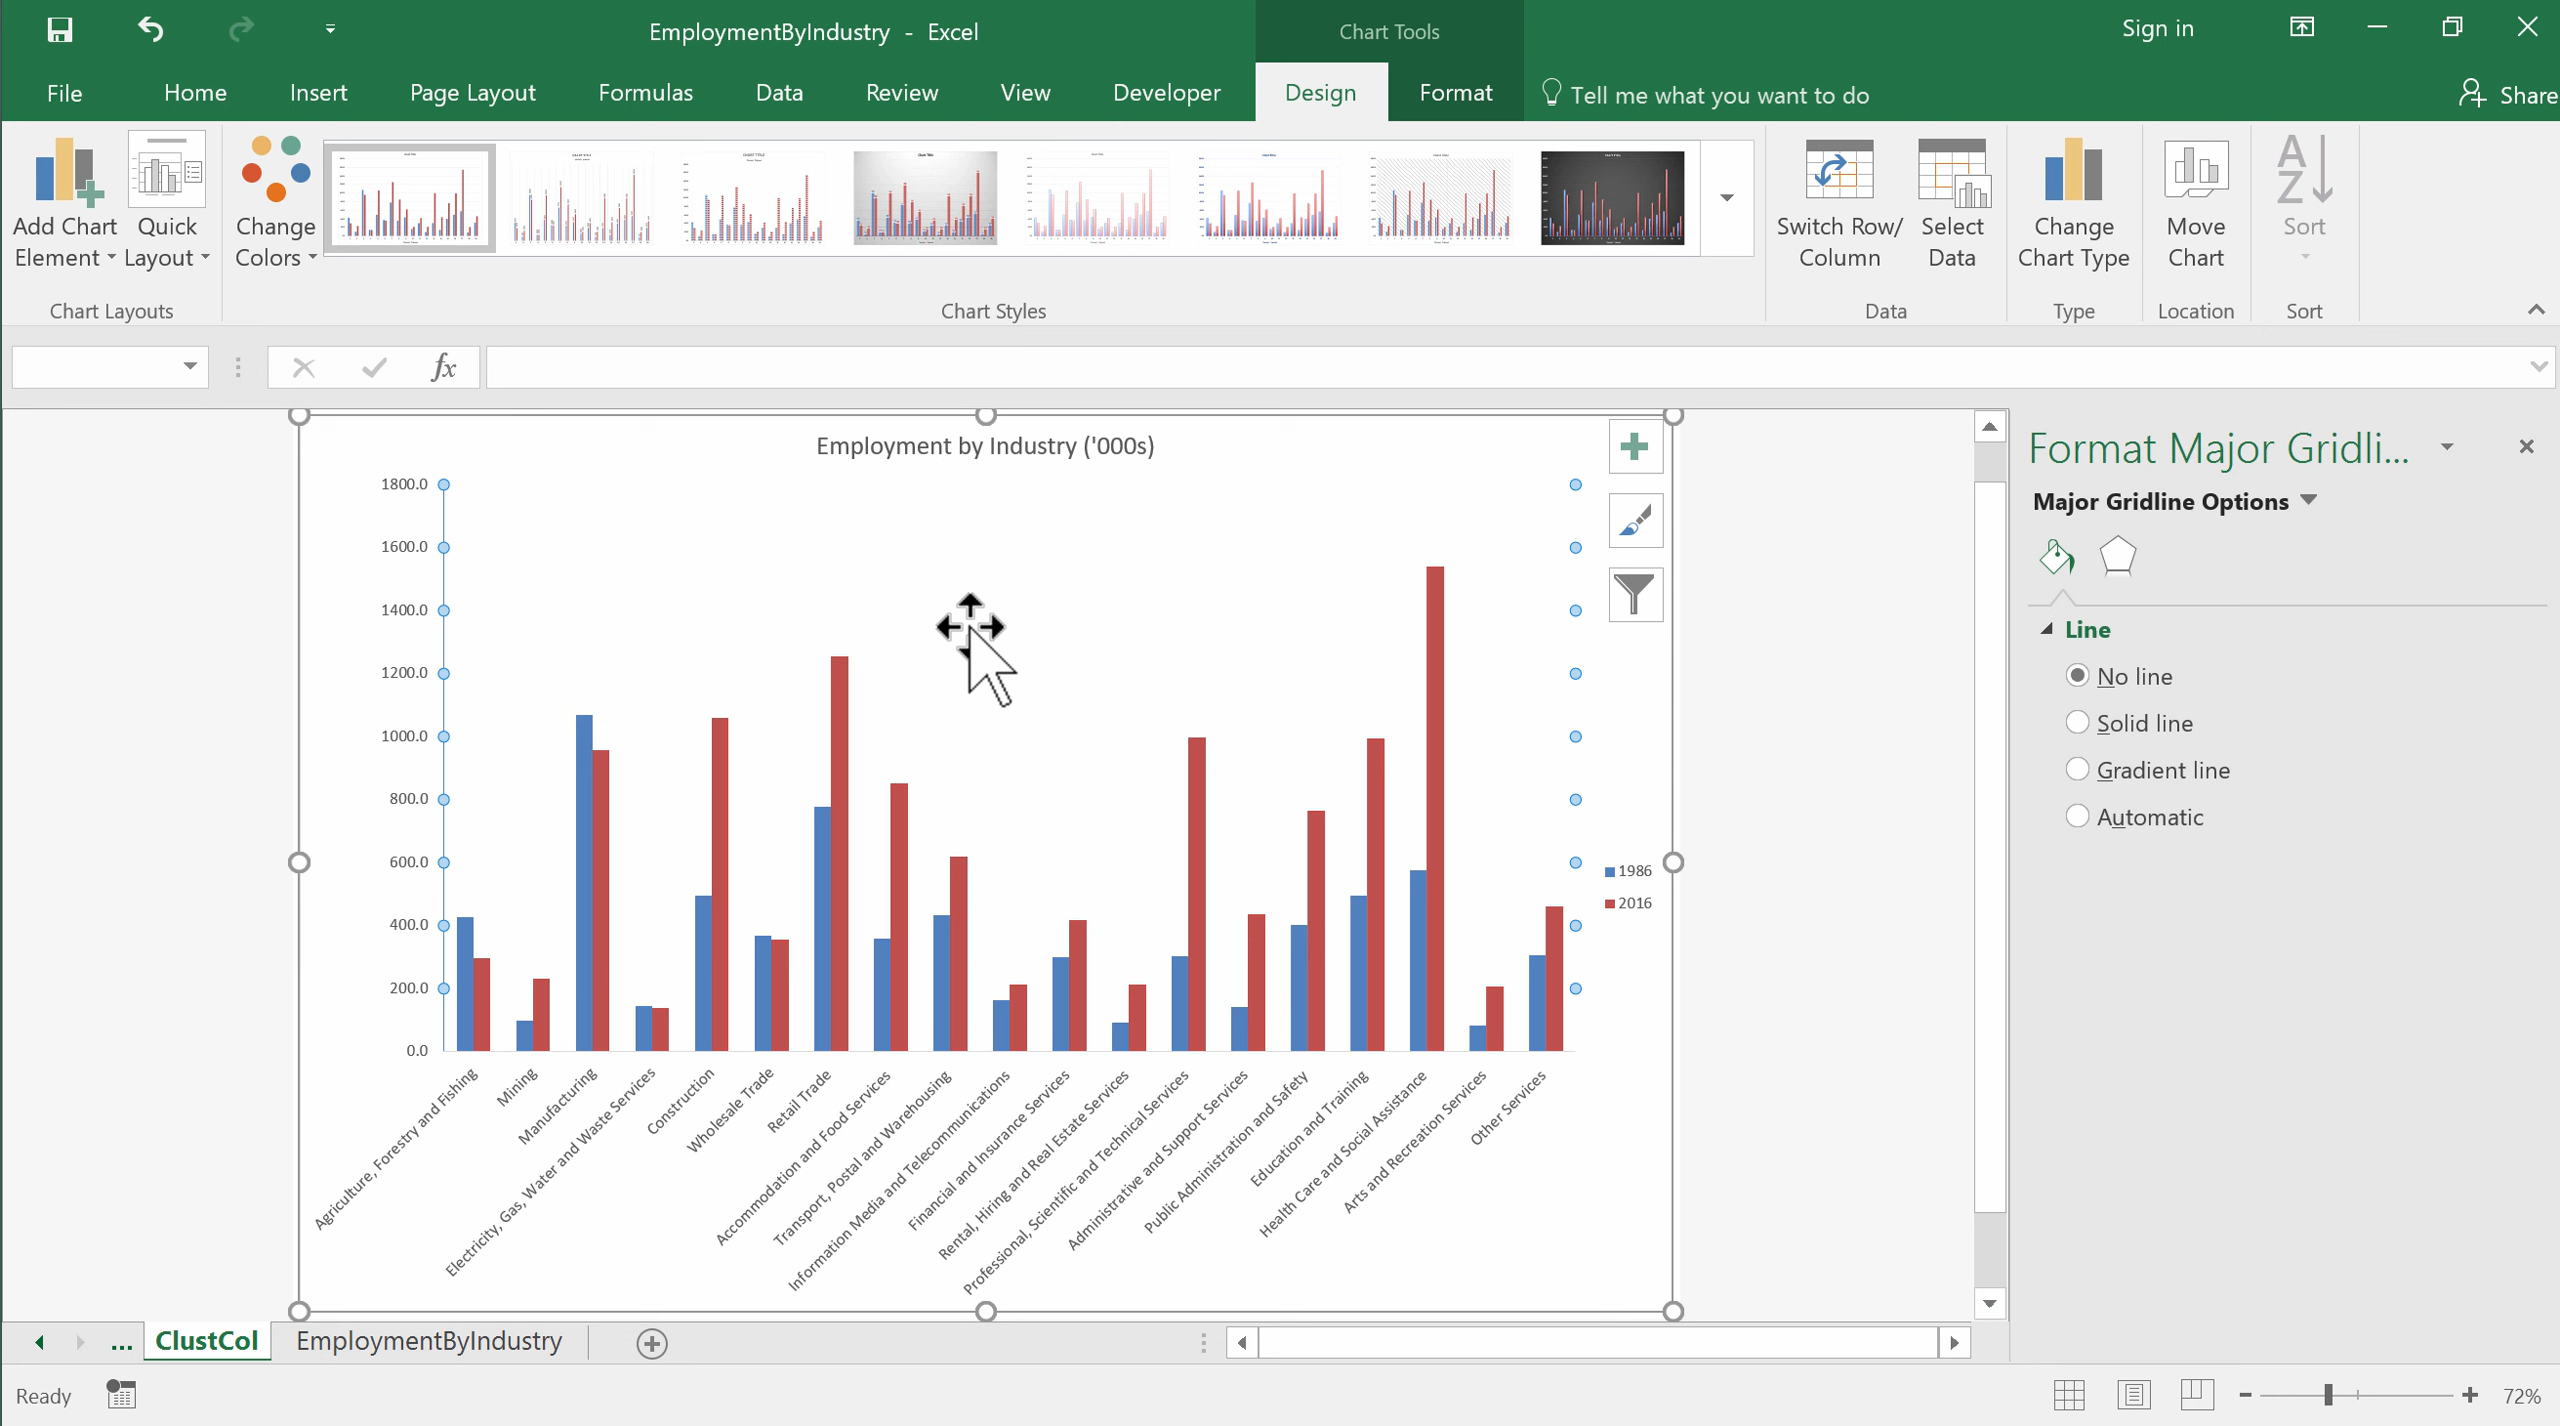 EmploymentByIndustry - Excel
Chart Tools
Sign in
File
Home
Insert
Page Layout
Formulas
Data
Review
View
Developer
Design
Format
Tell me what you want to do
Share
Add Chart
Element
Quick
Layout
Change
Colors
Switch Row/
Column
Select
Data
Change
Chart Type
Move
Chart
Sort
Chart Layouts
Chart Styles
Data
Type
Location
Sort
fx
Employment by Industry ('000s)
1800.0
1600.0
1400.0
1200.0
1000.0
800.0
600.0
400.0
200.0
0.0
1986
2016
Agriculture, Forestry and Fishing
Mining
Manufacturing
Electricity, Gas, Water and Waste Services
Construction
Wholesale Trade
Retail Trade
Accommodation and Food Services
Transport, Postal and Warehousing
Information Media and Telecommunications
Financial and Insurance Services
Rental, Hiring and Real Estate Services
Professional, Scientific and Technical Services
Administrative and Support Services
Public Administration and Safety
Education and Training
Health Care and Social Assistance
Arts and Recreation Services
Other Services
Format Major Gridli...
Major Gridline Options
Line
No line
Solid line
Gradient line
Automatic
...
ClustCol
EmploymentByIndustry
Ready
72%